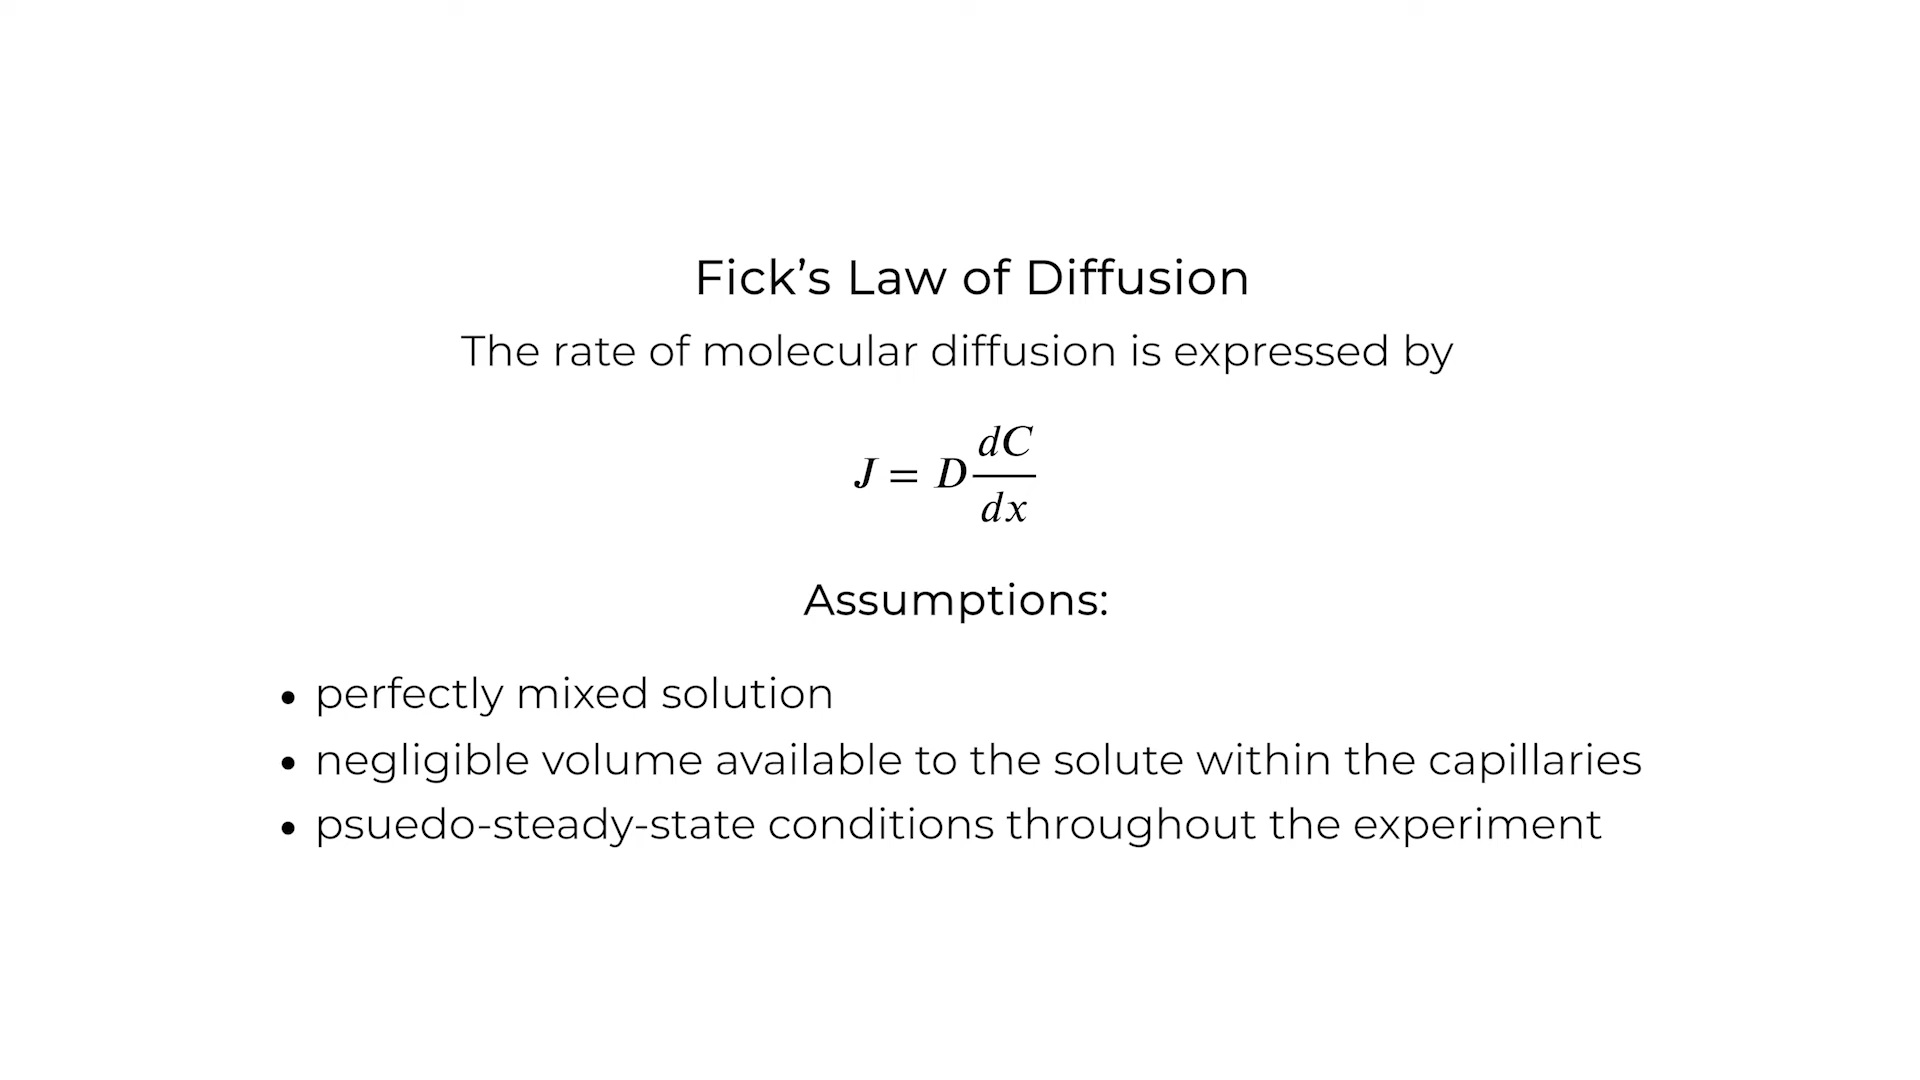 Fick’s Law of Diffusion
The rate of molecular diffusion is expressed by
J = D dC/dx
Assumptions:
• perfectly mixed solution
• negligible volume available to the solute within the capillaries
• psuedo-steady-state conditions throughout the experiment